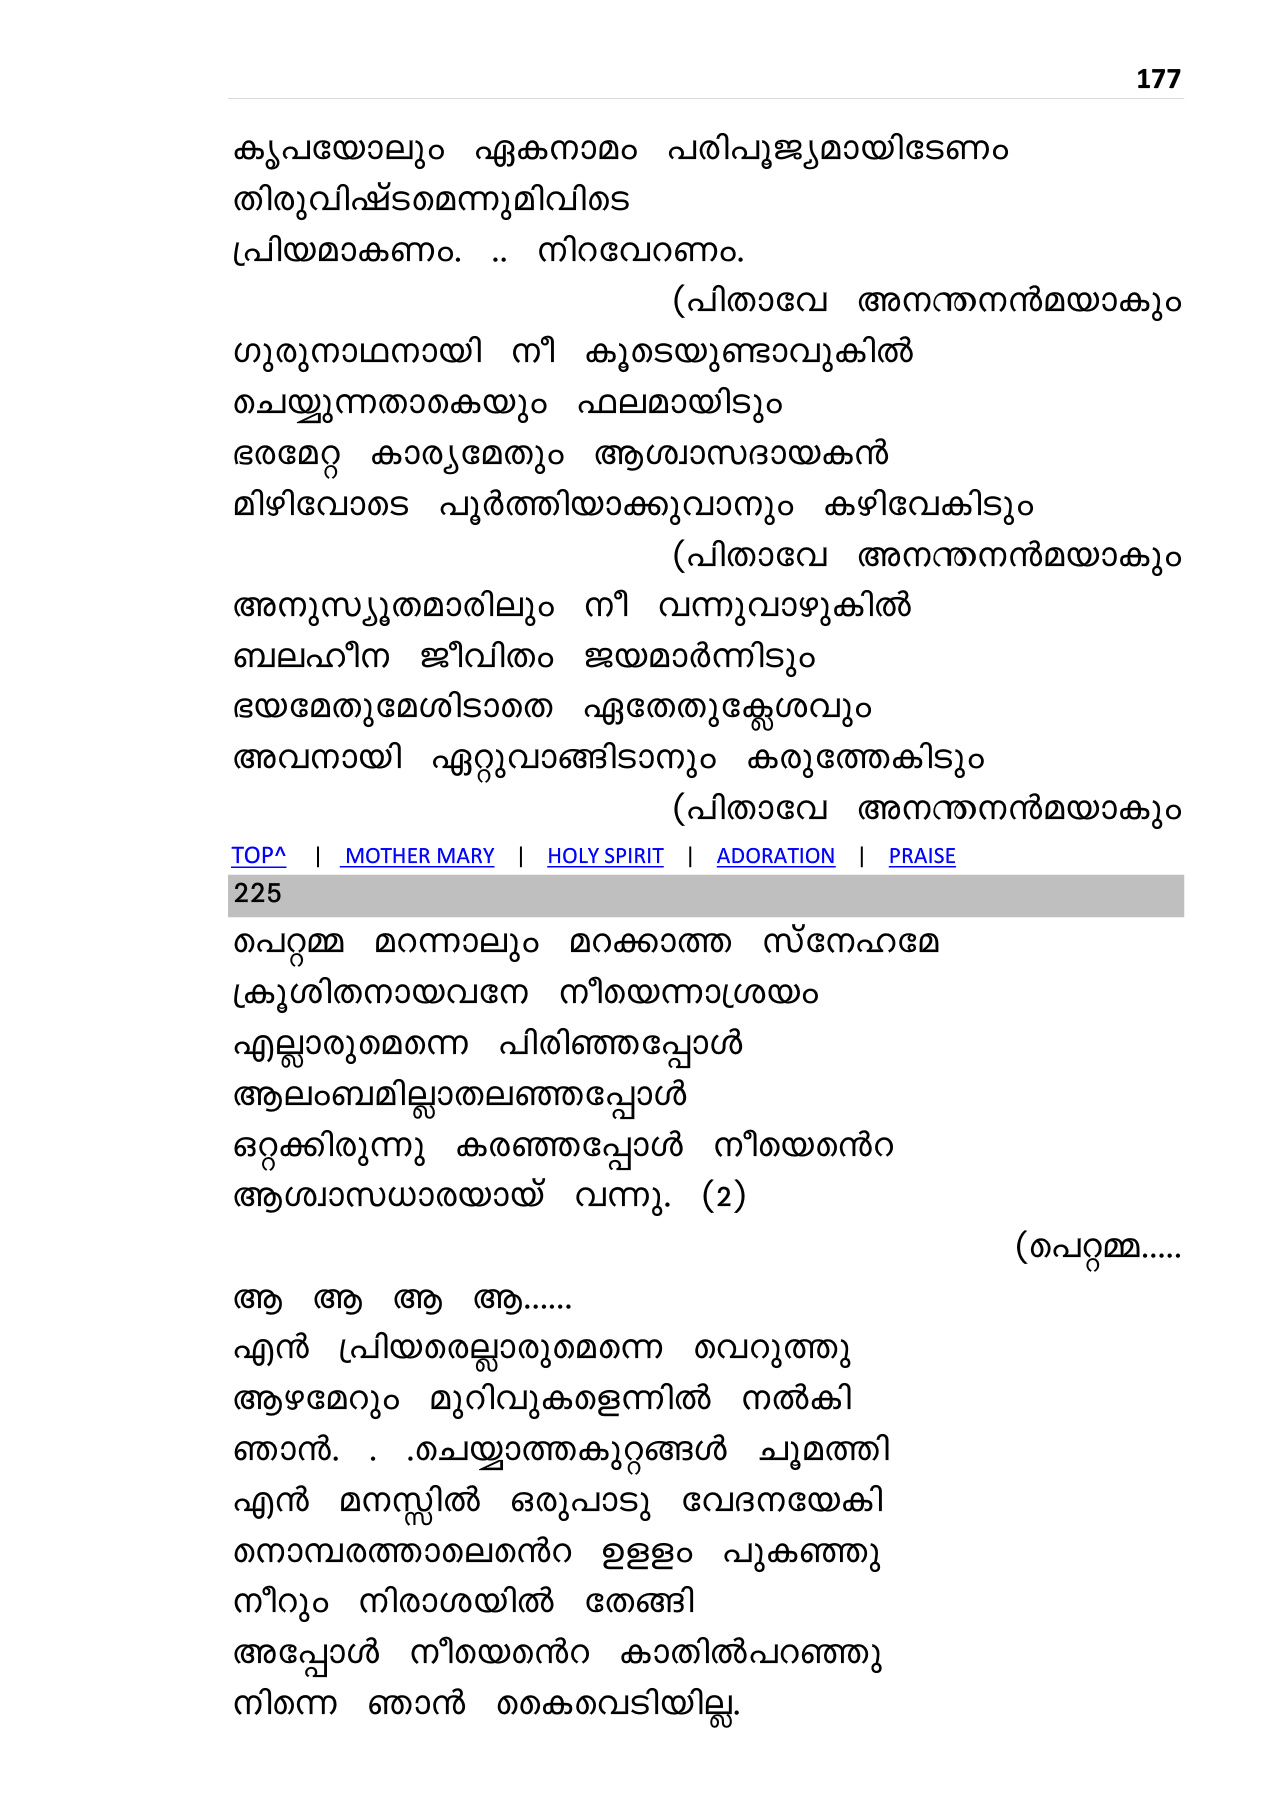 177
കൃപയോലും ഏകനാമം പരിപൂജ്യമായിടേണം
തിരുവിഷ്ടമെന്നുമിവിടെ
പ്രിയമാകണം. .. നിറവേറണം.
(പിതാവേ അനന്തനൻമയാകും
ഗുരുനാഥനായി നീ കൂടെയുണ്ടാവുകിൽ
ചെയ്യുന്നതാകെയും ഫലമായിടും
ഭരമേറ്റ കാര്യമേതും ആശ്വാസദായകൻ
മിഴിവോടെ പൂർത്തിയാക്കുവാനും കഴിവേകിടും
(പിതാവേ അനന്തനൻമയാകും
അനുസ്യൂതമാരിലും നീ വന്നുവാഴുകിൽ
ബലഹീന ജീവിതം ജയമാർന്നിടും
ഭയമേതുമേശിടാതെ ഏതേതുക്ലേശവും
അവനായി ഏറ്റുവാങ്ങിടാനും കരുത്തേകിടും
(പിതാവേ അനന്തനൻമയാകും
TOP^ | MOTHER MARY | HOLY SPIRIT | ADORATION | PRAISE
225
പെറ്റമ്മ മറന്നാലും മറക്കാത്ത സ്നേഹമേ
ക്രൂശിതനായവനേ നീയെന്നാശ്രയം
എല്ലാരുമെന്നെ പിരിഞ്ഞപ്പോൾ
ആലംബമില്ലാതലഞ്ഞപ്പോൾ
ഒറ്റക്കിരുന്നു കരഞ്ഞപ്പോൾ നീയെൻെറ
ആശ്വാസധാരയായ് വന്നു. (2)
(പെറ്റമ്മ.....
ആ ആ ആ ആ......
എൻ പ്രിയരെല്ലാരുമെന്നെ വെറുത്തു
ആഴമേറും മുറിവുകളെന്നിൽ നൽകി
ഞാൻ. . .ചെയ്യാത്തകുറ്റങ്ങൾ ചൂമത്തി
എൻ മനസ്സിൽ ഒരുപാടു വേദനയേകി
നൊമ്പരത്താലെൻെറ ഉളളം പുകഞ്ഞു
നീറും നിരാശയിൽ തേങ്ങി
അപ്പോൾ നീയെൻെറ കാതിൽപറഞ്ഞു
നിന്നെ ഞാൻ കൈവെടിയില്ല.